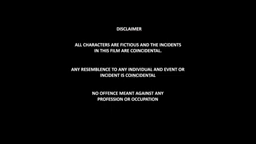 DISCLAIMER
ALL CHARACTERS ARE FICTIOUS AND THE INCIDENTS
IN THIS FILM ARE COINCIDENTAL.
ANY RESEMBLENCE TO ANY INDIVIDUAL AND EVENT OR
INCIDENT IS COINCIDENTAL
NO OFFENCE MEANT AGAINST ANY
PROFESSION OR OCCUPATION